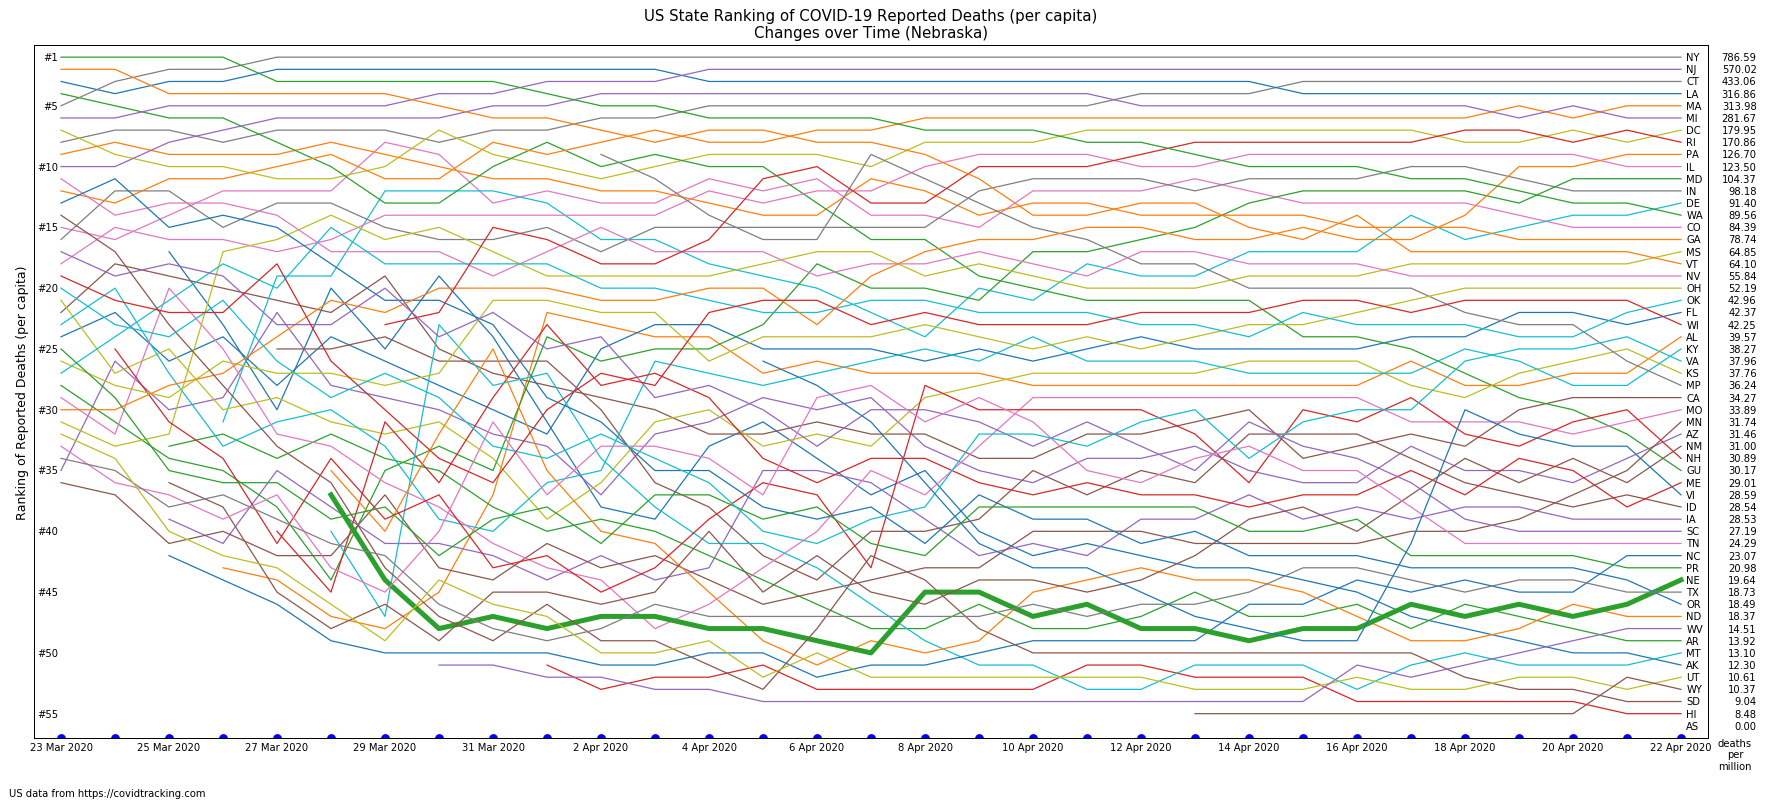 US State Ranking of COVID-19 Reported Deaths (per capita)
Changes over Time (Nebraska)
Ranking of Reported Deaths (per capita)
#1
#5
#10
#15
#20
#25
#30
#35
#40
#45
#50
#55
NY 786.59
NJ 570.02
CT 433.06
LA 316.86
MA 313.98
MI 281.67
DC 179.95
RI 170.86
PA 126.70
IL 123.50
MD 104.37
IN 98.18
DE 91.40
WA 89.56
CO 84.39
GA 78.74
MS 64.85
VT 64.10
NV 55.84
OH 52.19
OK 42.96
FL 42.37
WI 42.25
AL 39.57
KY 38.27
VA 37.96
KS 37.76
MP 36.24
CA 34.27
MO 33.89
MN 31.74
AZ 31.46
NM 31.00
NH 30.89
GU 30.17
ME 29.01
VI 28.59
ID 28.54
IA 28.53
SC 27.19
TN 24.29
NC 23.07
PR 20.98
NE 19.64
TX 18.73
OR 18.49
ND 18.37
WV 14.51
AR 13.92
MT 13.10
AK 12.30
UT 10.61
WY 10.37
SD 9.04
HI 8.48
AS 0.00
23 Mar 2020 25 Mar 2020 27 Mar 2020 29 Mar 2020 31 Mar 2020 2 Apr 2020 4 Apr 2020 6 Apr 2020 8 Apr 2020 10 Apr 2020 12 Apr 2020 14 Apr 2020 16 Apr 2020 18 Apr 2020 20 Apr 2020 22 Apr 2020
deaths
per
million
US data from https://covidtracking.com